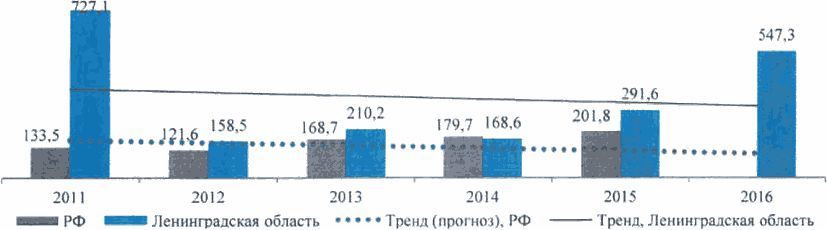 727,1
547,3
291,6
210,2
201,8
133,5 121,6 158,5 168,7 179,7 168,6
2011 2012 2013 2014 2015 2016
РФ Ленинградская область Тренд (прогноз), РФ Тренд, Ленинградская область